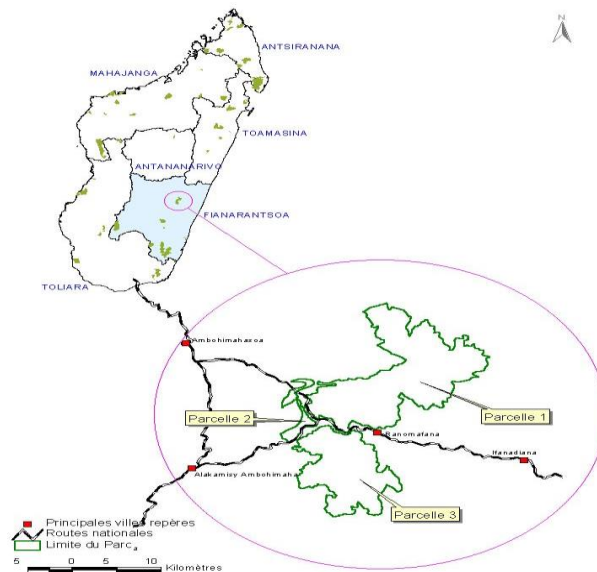 N
ANTSIRANANA
MAHAJANGA
TOAMASINA
ANTANANARIVO
FIANARANTSOA
TOLIARA
Ambohimahasoa
Parcelle 1
Parcelle 2
Ranomafana
Ifanadiana
Alakamisy Ambohimaha
Parcelle 3
Principales villes repères
Routes nationales
Limite du Parc
5 0 5 10 Kilomètres